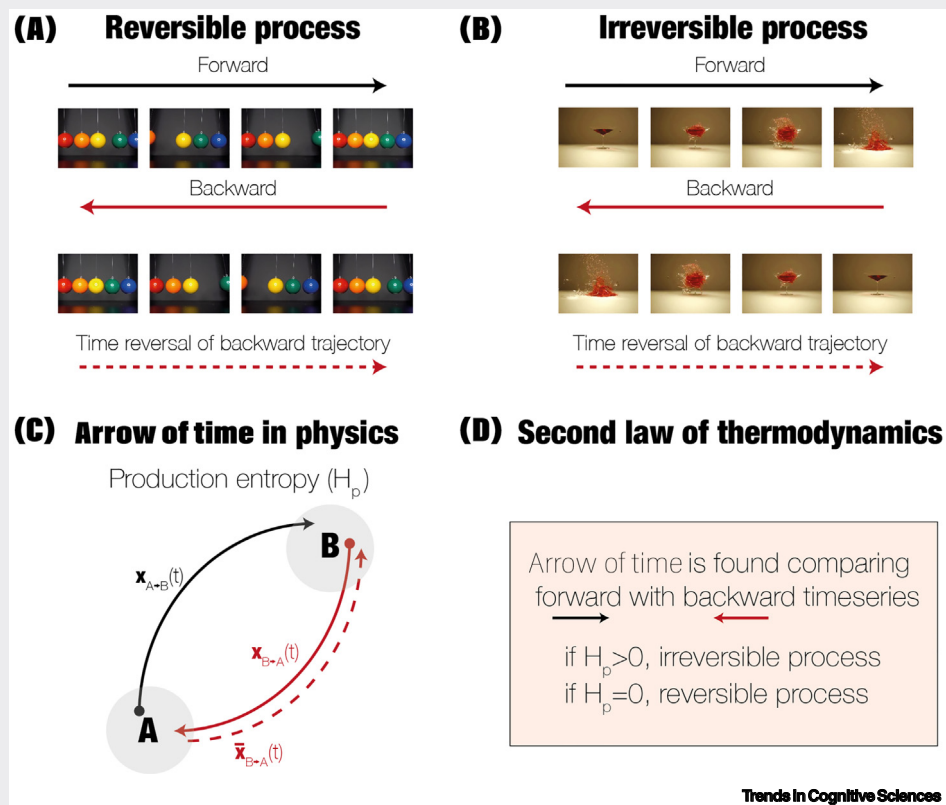 (A) Reversible process
Forward
Backward
Time reversal of backward trajectory
(B) Irreversible process
Forward
Backward
Time reversal of backward trajectory
(C) Arrow of time in physics
Production entropy (Hp)
B
xA→B(t)
xB→A(t)
A
x̄B→A(t)
(D) Second law of thermodynamics
Arrow of time is found comparing
forward with backward timeseries
if Hp>0, irreversible process
if Hp=0, reversible process
Trends in Cognitive Sciences